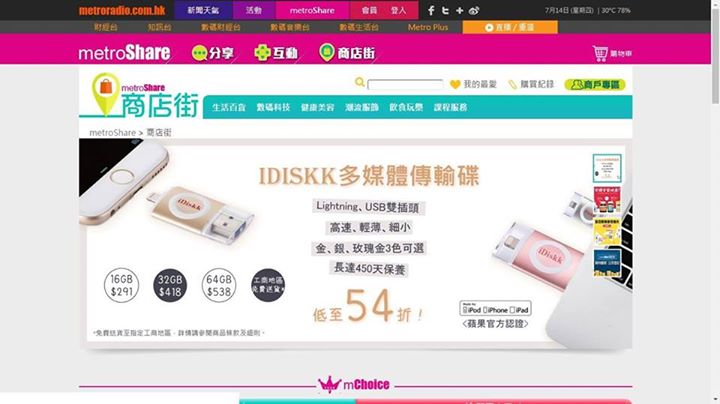 metroradio.com.hk 新聞天氣 活動 metroShare 會員 登入 7月14日 (星期四) | 30°C 78%
財經台 知訊台 數碼財經台 數碼音樂台 數碼生活台 Metro Plus 直播 / 重溫
metroShare 分享 互動 商店街 購物車
metroShare 商店街
我的最愛 購買紀錄 商戶專區
生活百貨 數碼科技 健康美容 潮流服飾 飲食玩樂 課程服務
metroShare > 商店街
IDISKK多媒體傳輸碟
Lightning、USB雙插頭
高速、輕薄、細小
金、銀、玫瑰金3色可選
長達450天保養
低至54折!
iDiskk
iDiskk
16GB $291
32GB $418
64GB $538
工商地區 免費送貨*
Made for iPod iPhone iPad
<蘋果官方認證>
*免費送貨至指定工商地區，詳情請參閱商品條款及細則。
mChoice